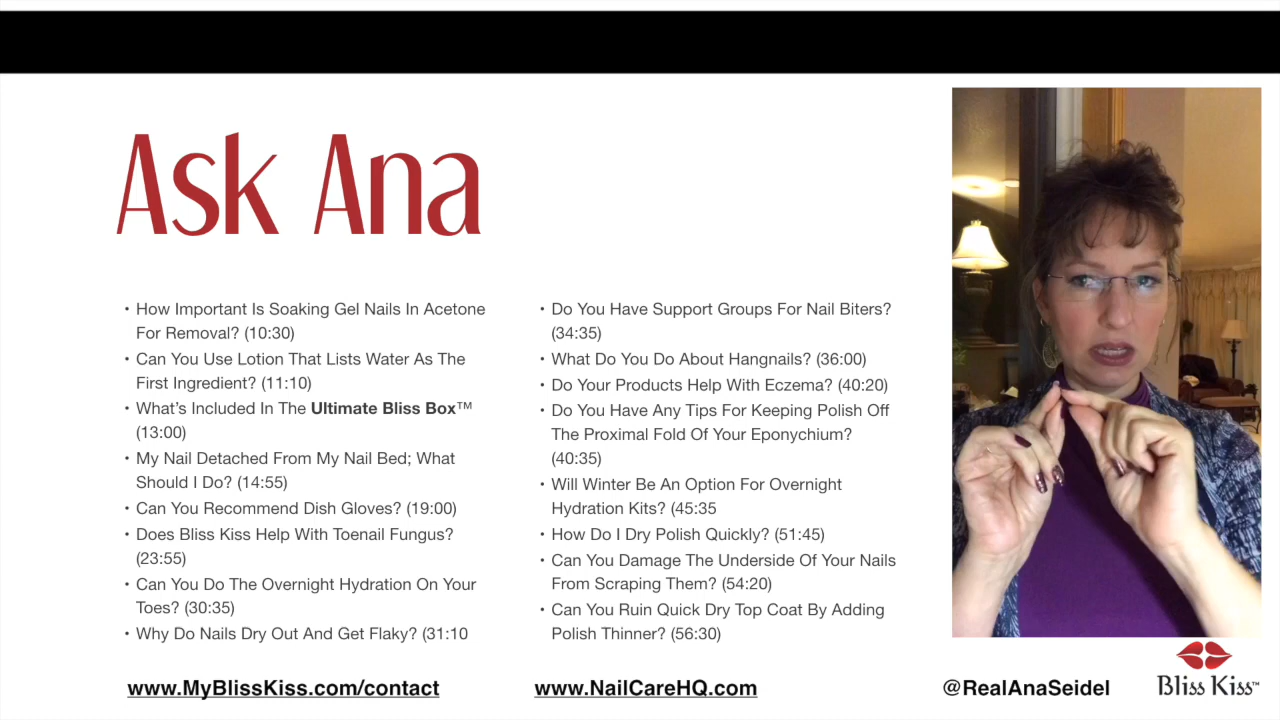 Ask Ana
• How Important Is Soaking Gel Nails In Acetone
For Removal? (10:30)
• Can You Use Lotion That Lists Water As The
First Ingredient? (11:10)
• What’s Included In The Ultimate Bliss Box™
(13:00)
• My Nail Detached From My Nail Bed; What
Should I Do? (14:55)
• Can You Recommend Dish Gloves? (19:00)
• Does Bliss Kiss Help With Toenail Fungus?
(23:55)
• Can You Do The Overnight Hydration On Your
Toes? (30:35)
• Why Do Nails Dry Out And Get Flaky? (31:10
• Do You Have Support Groups For Nail Biters?
(34:35)
• What Do You Do About Hangnails? (36:00)
• Do Your Products Help With Eczema? (40:20)
• Do You Have Any Tips For Keeping Polish Off
The Proximal Fold Of Your Eponychium?
(40:35)
• Will Winter Be An Option For Overnight
Hydration Kits? (45:35
• How Do I Dry Polish Quickly? (51:45)
• Can You Damage The Underside Of Your Nails
From Scraping Them? (54:20)
• Can You Ruin Quick Dry Top Coat By Adding
Polish Thinner? (56:30)
www.MyBlissKiss.com/contact
www.NailCareHQ.com
@RealAnaSeidel
Bliss Kiss™